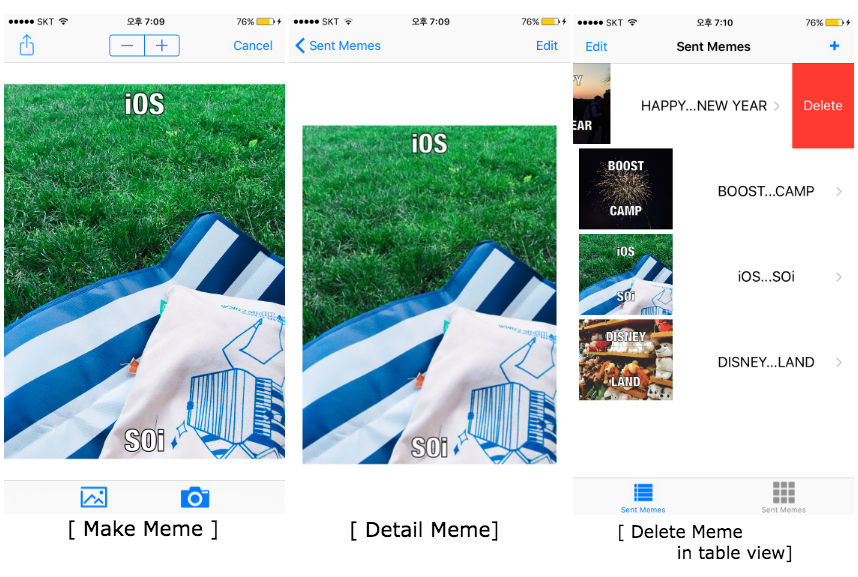 SKT 오후 7:09 76%
Cancel
iOS
SOi
[ Make Meme ]
SKT 오후 7:09 76%
Sent Memes Edit
iOS
SOi
[ Detail Meme]
SKT 오후 7:10 76%
Edit Sent Memes +
EAR
HAPPY...NEW YEAR Delete
BOOST
CAMP
BOOST...CAMP
iOS
SOi
iOS...SOi
DISNEY
LAND
DISNEY...LAND
Sent Memes Sent Memes
[ Delete Meme
in table view]